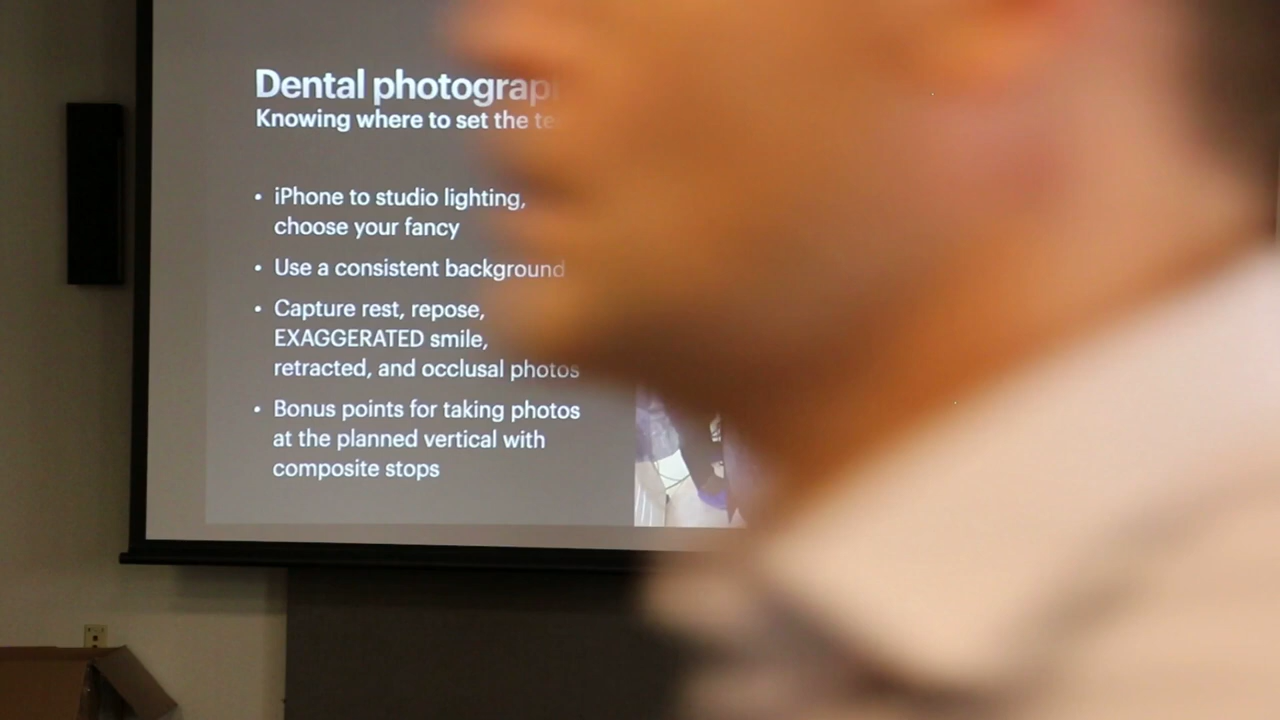 Dental photograp
Knowing where to set the te
• iPhone to studio lighting,
choose your fancy
• Use a consistent background
• Capture rest, repose,
EXAGGERATED smile,
retracted, and occlusal photos
• Bonus points for taking photos
at the planned vertical with
composite stops